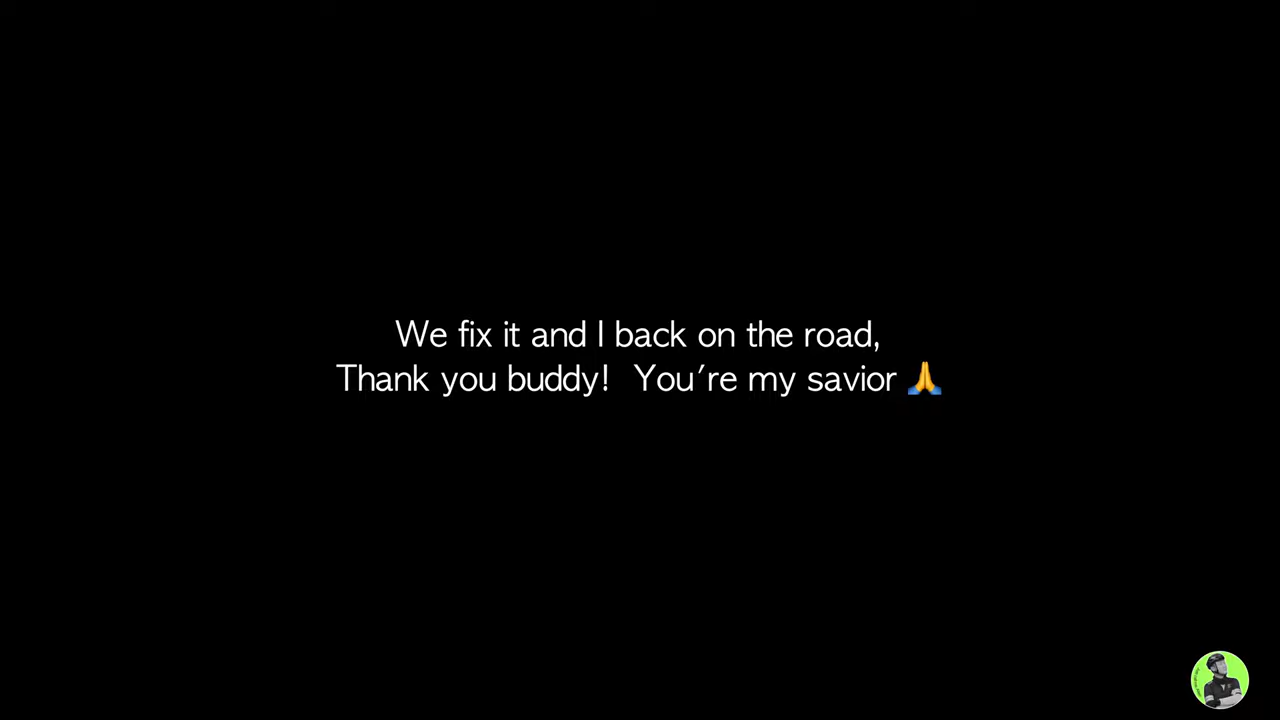 We fix it and I back on the road,
Thank you buddy!  You're my savior 🙏